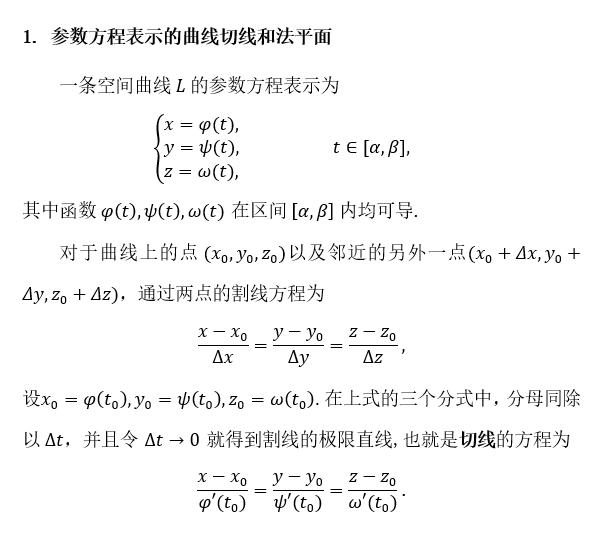 1. 参数方程表示的曲线切线和法平面
一条空间曲线 L 的参数方程表示为
{x = φ(t),
y = ψ(t), t ∈ [α, β],
z = ω(t),
其中函数 φ(t), ψ(t), ω(t) 在区间 [α, β] 内均可导.
对于曲线上的点 (x₀, y₀, z₀)以及邻近的另外一点(x₀ + Δx, y₀ +
Δy, z₀ + Δz)，通过两点的割线方程为
(x − x₀)/Δx = (y − y₀)/Δy = (z − z₀)/Δz ,
设x₀ = φ(t₀), y₀ = ψ(t₀), z₀ = ω(t₀). 在上式的三个分式中，分母同除
以 Δt，并且令 Δt → 0 就得到割线的极限直线, 也就是切线的方程为
(x − x₀)/φ′(t₀) = (y − y₀)/ψ′(t₀) = (z − z₀)/ω′(t₀) .